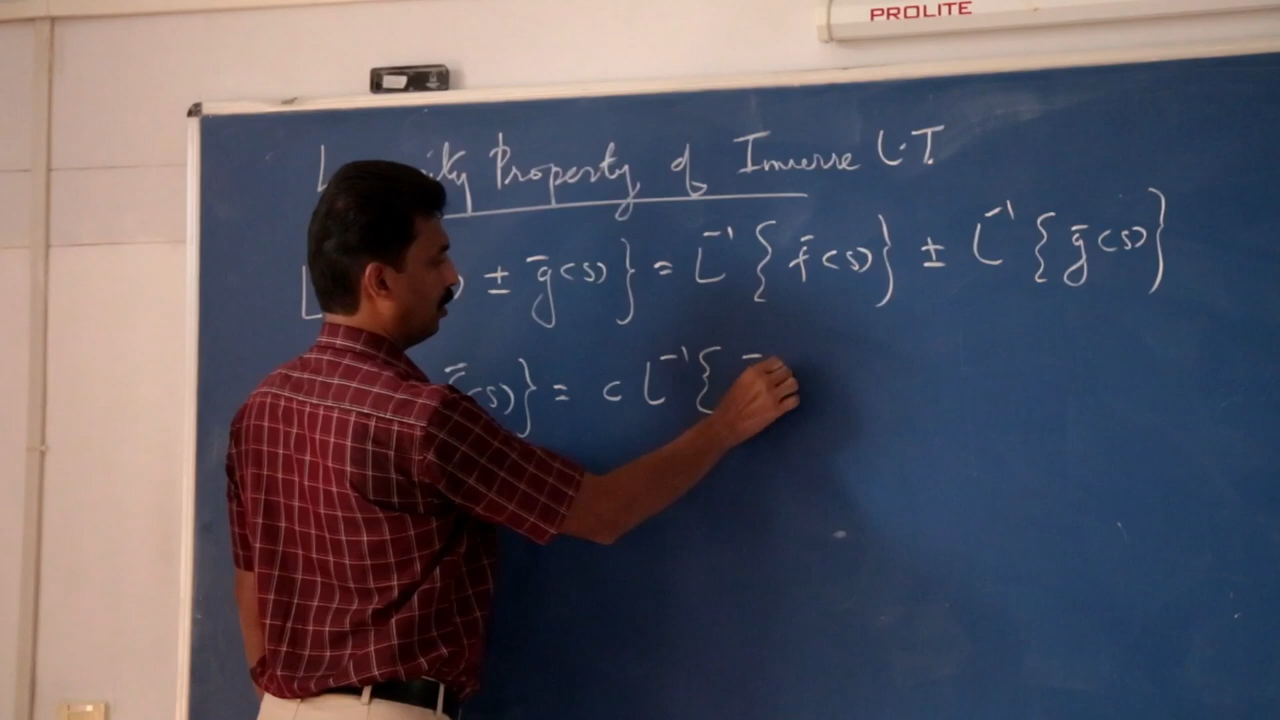 PROLITE
Property of Inverse L.T.
± ḡ(s)} = L⁻¹ {f̄(s)} ± L⁻¹ {ḡ(s)}
(s)} = c L⁻¹ {